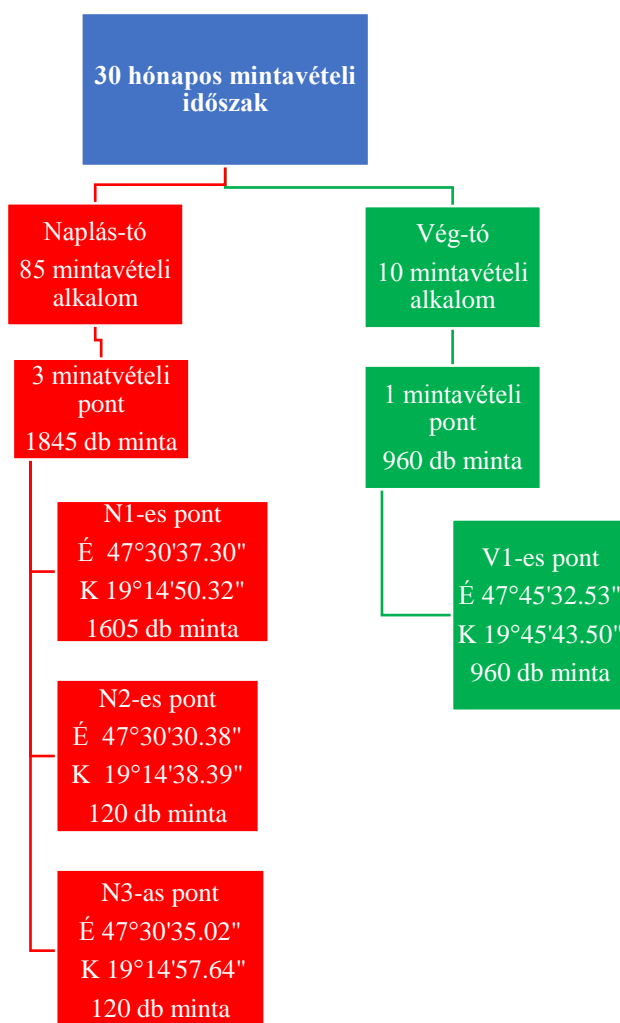 30 hónapos mintavételi
időszak
Naplás-tó
85 mintavételi
alkalom
Vég-tó
10 mintavételi
alkalom
3 minatvételi
pont
1845 db minta
1 mintavételi
pont
960 db minta
N1-es pont
É 47°30'37.30"
K 19°14'50.32"
1605 db minta
V1-es pont
É 47°45'32.53"
K 19°45'43.50"
960 db minta
N2-es pont
É 47°30'30.38"
K 19°14'38.39"
120 db minta
N3-as pont
É 47°30'35.02"
K 19°14'57.64"
120 db minta